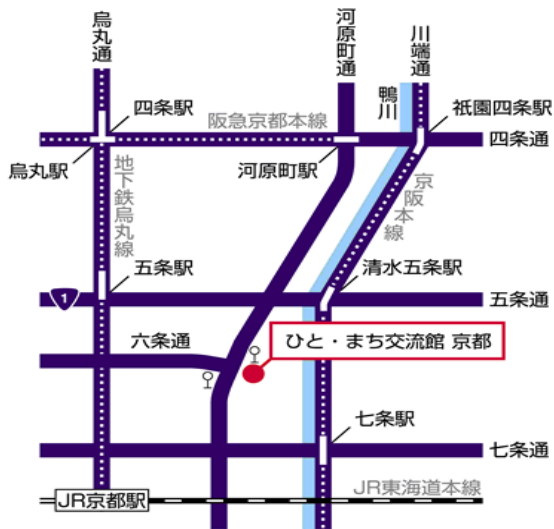 烏丸通
河原町通
川端通
鴨川
四条駅
阪急京都本線
祇園四条駅
四条通
烏丸駅
河原町駅
地下鉄烏丸線
京阪本線
五条駅
清水五条駅
1
五条通
六条通
ひと・まち交流館 京都
七条駅
七条通
JR東海道本線
JR京都駅